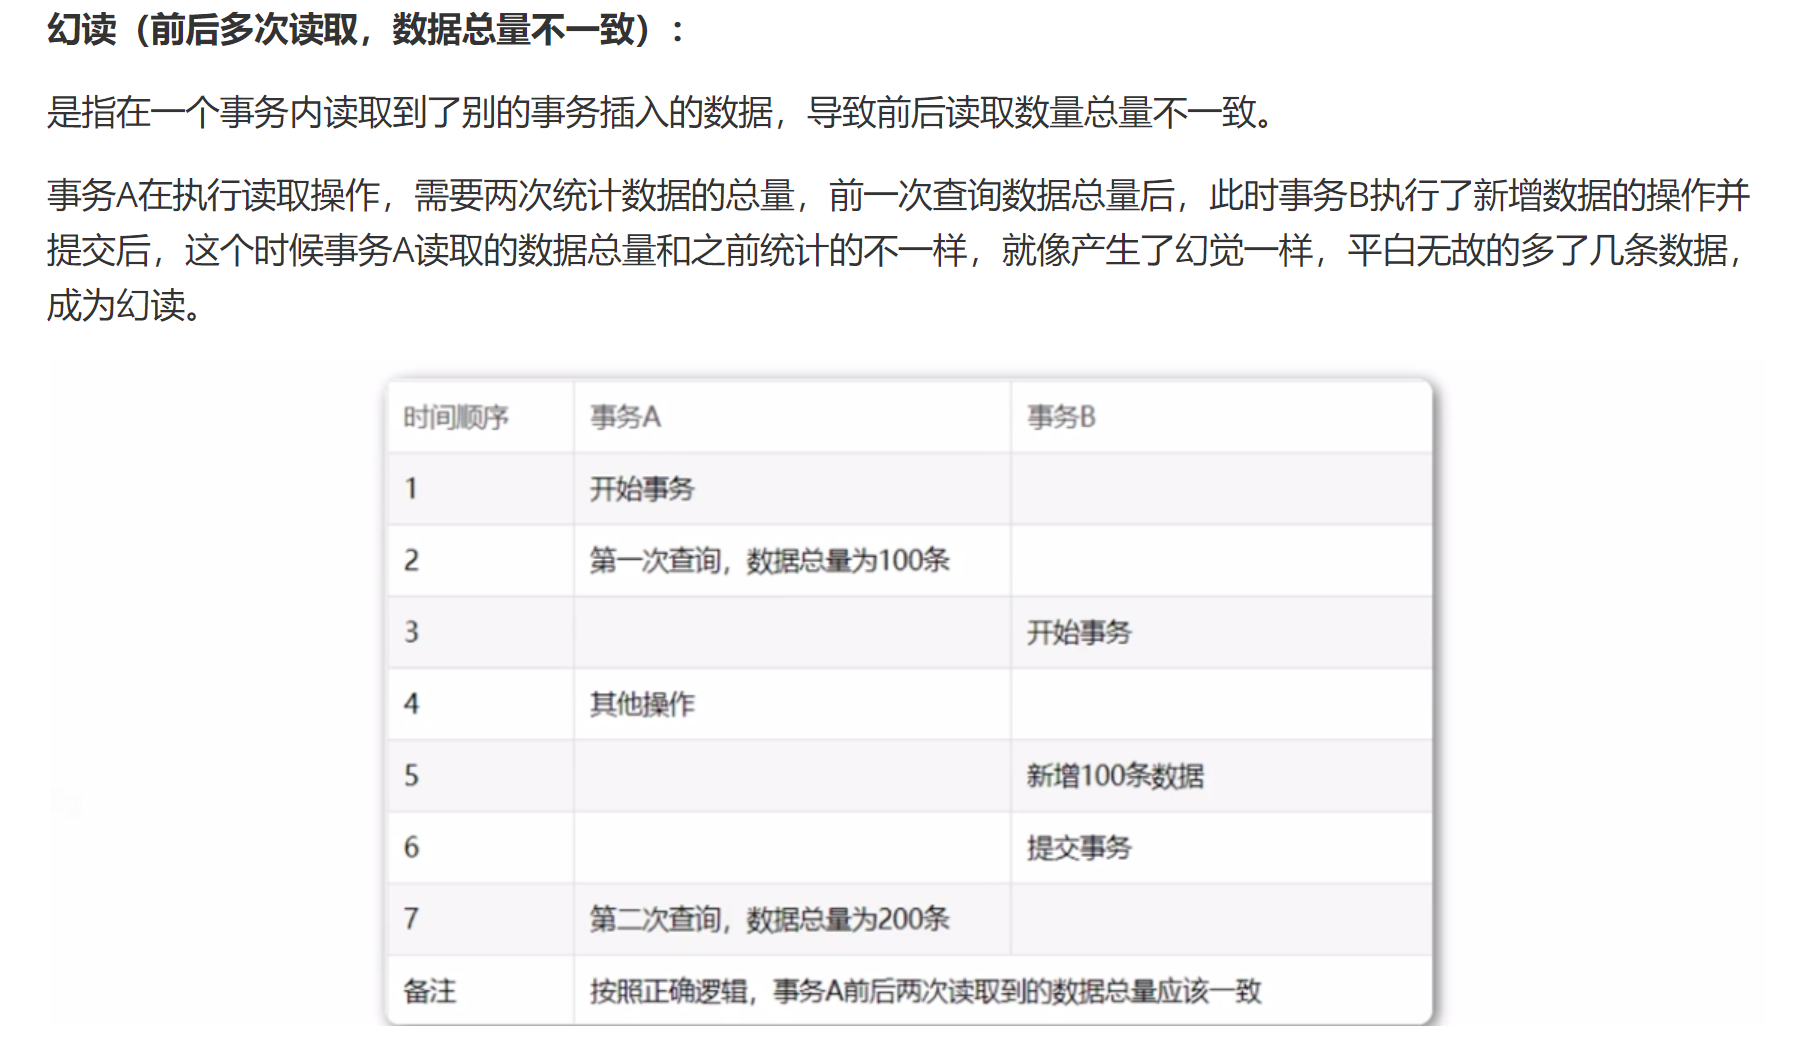 幻读（前后多次读取，数据总量不一致）：
是指在一个事务内读取到了别的事务插入的数据，导致前后读取数量总量不一致。
事务A在执行读取操作，需要两次统计数据的总量，前一次查询数据总量后，此时事务B执行了新增数据的操作并
提交后，这个时候事务A读取的数据总量和之前统计的不一样，就像产生了幻觉一样，平白无故的多了几条数据，
成为幻读。
时间顺序 事务A 事务B
1 开始事务
2 第一次查询，数据总量为100条
3 开始事务
4 其他操作
5 新增100条数据
6 提交事务
7 第二次查询，数据总量为200条
备注 按照正确逻辑，事务A前后两次读取到的数据总量应该一致